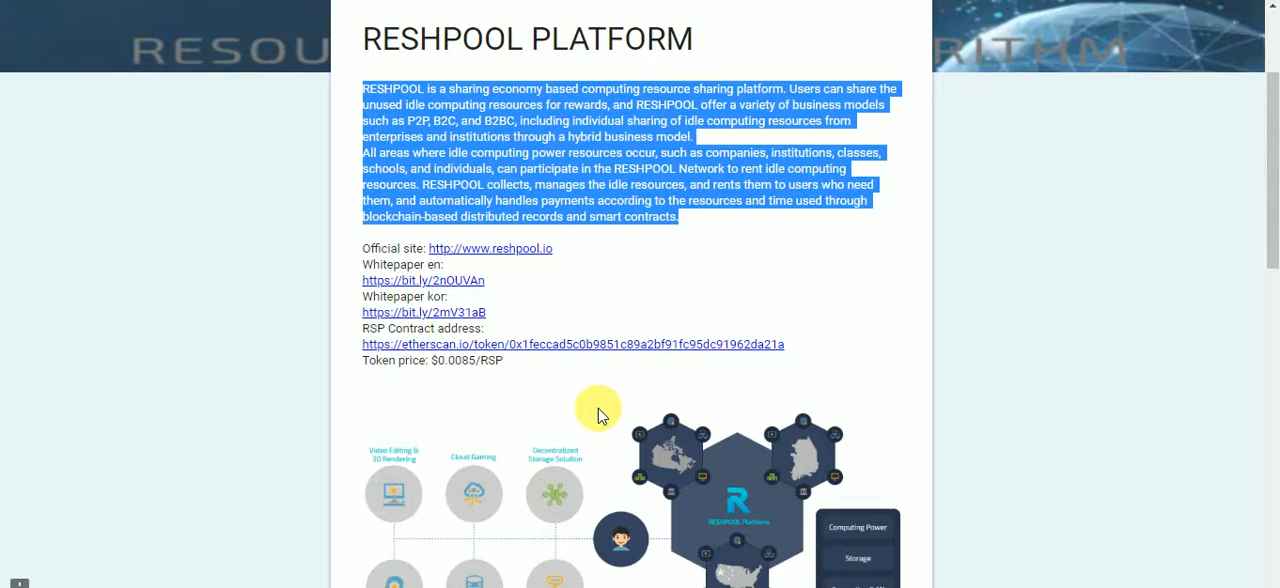 RESOU
RITHM
RESHPOOL PLATFORM
RESHPOOL is a sharing economy based computing resource sharing platform. Users can share the
unused idle computing resources for rewards, and RESHPOOL offer a variety of business models
such as P2P, B2C, and B2BC, including individual sharing of idle computing resources from
enterprises and institutions through a hybrid business model.
All areas where idle computing power resources occur, such as companies, institutions, classes,
schools, and individuals, can participate in the RESHPOOL Network to rent idle computing
resources. RESHPOOL collects, manages the idle resources, and rents them to users who need
them, and automatically handles payments according to the resources and time used through
blockchain-based distributed records and smart contracts.
Official site: http://www.reshpool.io
Whitepaper en:
https://bit.ly/2nOUVAn
Whitepaper kor:
https://bit.ly/2mV31aB
RSP Contract address:
https://etherscan.io/token/0x1feccad5c0b9851c89a2bf91fc95dc91962da21a
Token price: $0.0085/RSP
Video Editing &
3D Rendering
Cloud Gaming
Decentralized
Storage Solution
RESHPOOL Platform
Computing Power
Storage